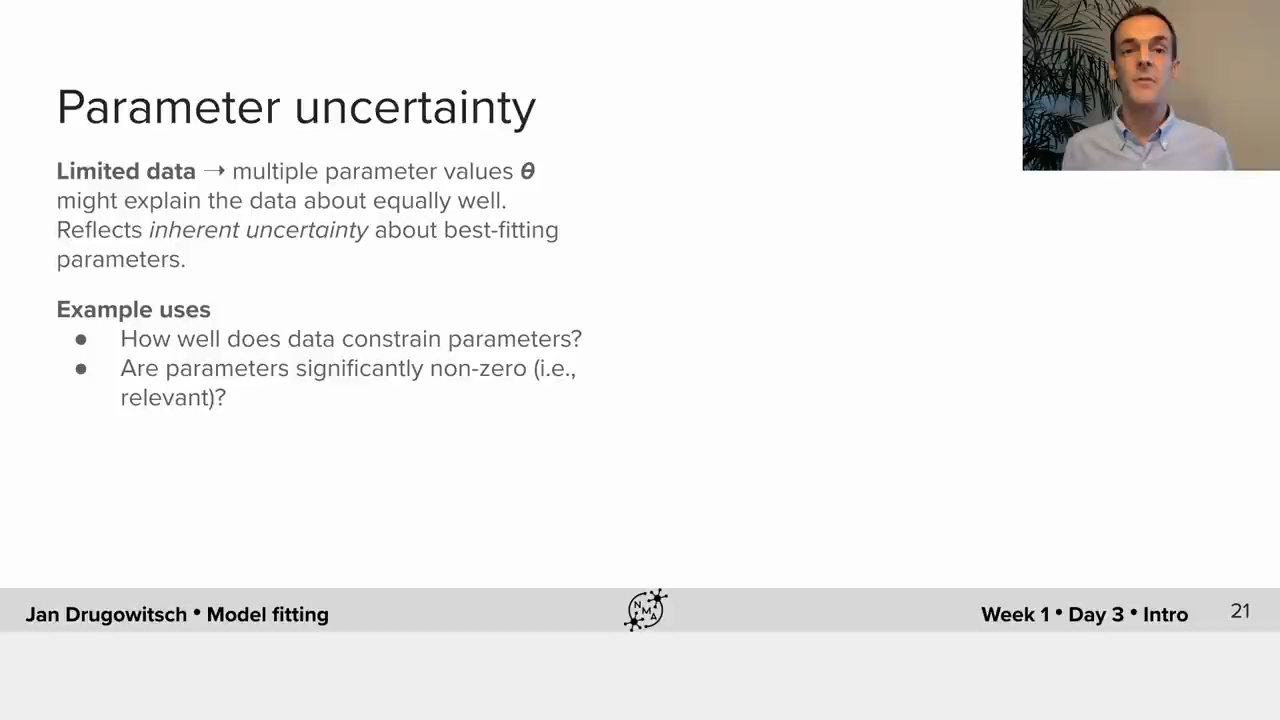 Parameter uncertainty
Limited data → multiple parameter values θ
might explain the data about equally well.
Reflects inherent uncertainty about best-fitting
parameters.
Example uses
● How well does data constrain parameters?
● Are parameters significantly non-zero (i.e.,
relevant)?
Jan Drugowitsch • Model fitting
NMA
Week 1 • Day 3 • Intro
21